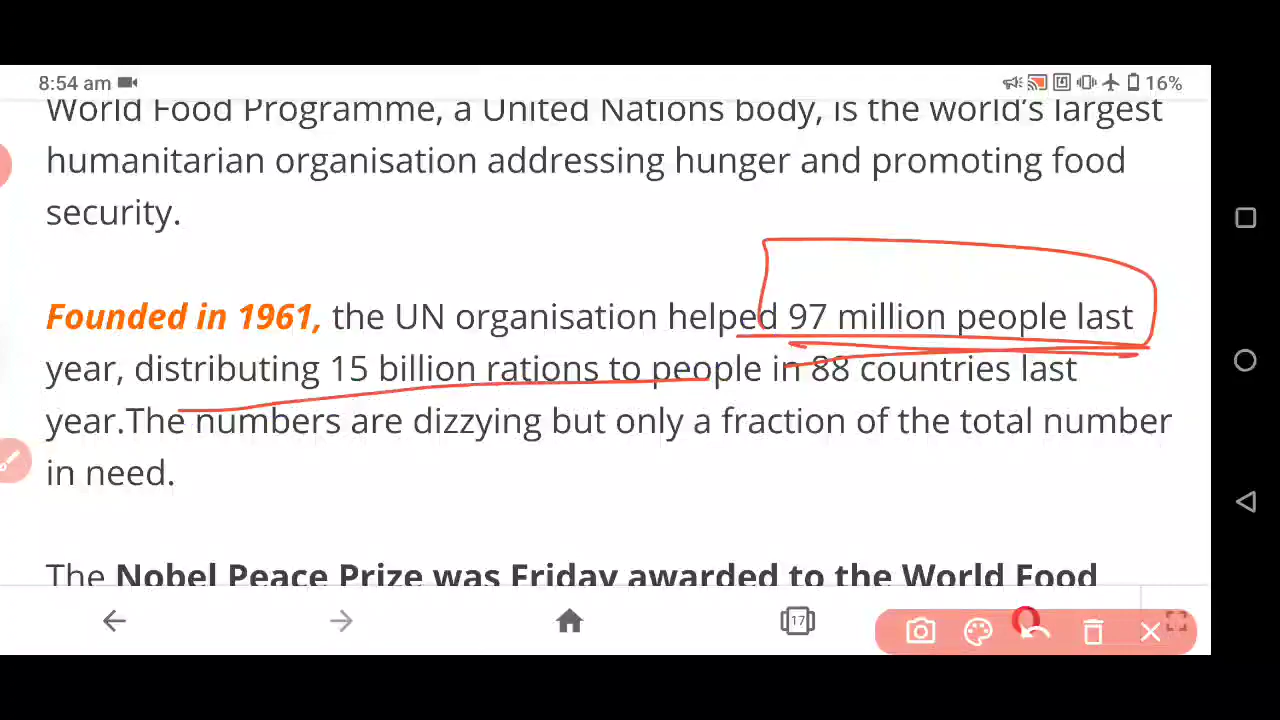 8:54 am
16%
World Food Programme, a United Nations body, is the world's largest
humanitarian organisation addressing hunger and promoting food
security.
Founded in 1961, the UN organisation helped 97 million people last
year, distributing 15 billion rations to people in 88 countries last
year.The numbers are dizzying but only a fraction of the total number
in need.
The Nobel Peace Prize was Friday awarded to the World Food
17